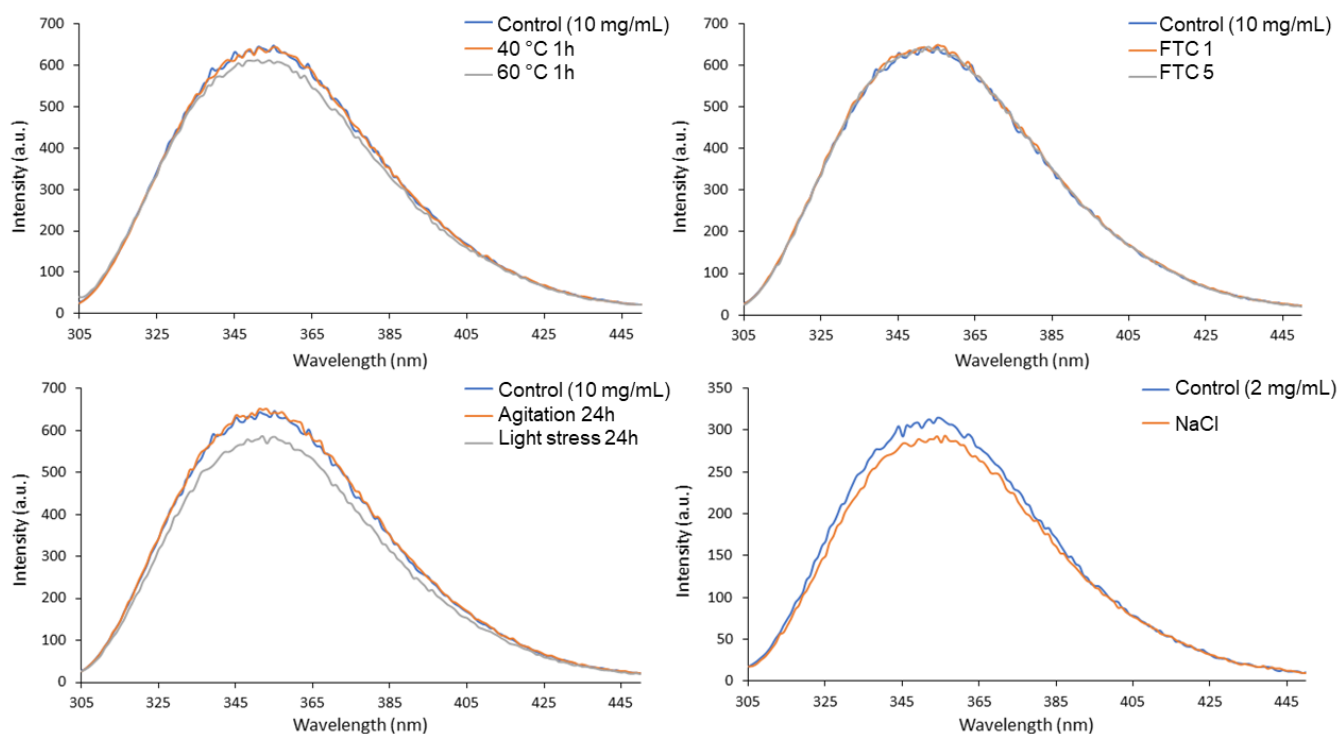 Control (10 mg/mL)
40 °C 1h
60 °C 1h
Intensity (a.u.)
700
600
500
400
300
200
100
0
305 325 345 365 385 405 425 445
Wavelength (nm)
Control (10 mg/mL)
FTC 1
FTC 5
Intensity (a.u.)
700
600
500
400
300
200
100
0
305 325 345 365 385 405 425 445
Wavelength (nm)
Control (10 mg/mL)
Agitation 24h
Light stress 24h
Intensity (a.u.)
700
600
500
400
300
200
100
0
305 325 345 365 385 405 425 445
Wavelength (nm)
Control (2 mg/mL)
NaCl
Intensity (a.u.)
350
300
250
200
150
100
50
0
305 325 345 365 385 405 425 445
Wavelength (nm)